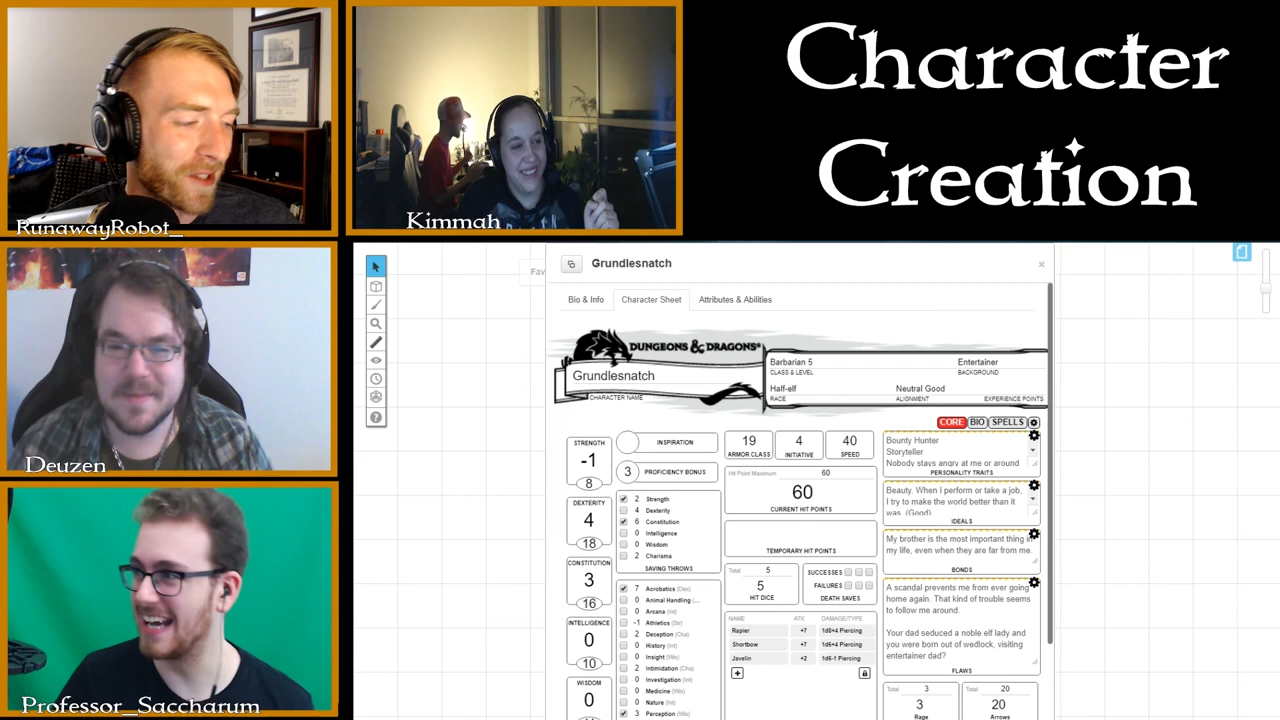 Character
Creation
RunawayRobot_
Kimmah
Deuzen
Professor_Saccharum
Fav
Grundlesnatch
Bio & Info
Character Sheet
Attributes & Abilities
DUNGEONS & DRAGONS
Grundlesnatch
CHARACTER NAME
Barbarian 5
Entertainer
CLASS & LEVEL
BACKGROUND
Half-elf
Neutral Good
RACE
ALIGNMENT
EXPERIENCE POINTS
CORE
BIO
SPELLS
STRENGTH
-1
8
DEXTERITY
4
18
CONSTITUTION
3
16
INTELLIGENCE
0
10
WISDOM
0
INSPIRATION
3 PROFICIENCY BONUS
2 Strength
4 Dexterity
6 Constitution
0 Intelligence
0 Wisdom
2 Charisma
SAVING THROWS
7 Acrobatics (Dex)
0 Animal Handling (...
0 Arcana (Int)
-1 Athletics (Str)
2 Deception (Cha)
0 History (Int)
0 Insight (Wis)
2 Intimidation (Cha)
0 Investigation (Int)
0 Medicine (Wis)
0 Nature (Int)
3 Perception (Wis)
19
ARMOR CLASS
4
INITIATIVE
40
SPEED
Hit Point Maximum 60
60
CURRENT HIT POINTS
TEMPORARY HIT POINTS
Total 5
5
HIT DICE
SUCCESSES
FAILURES
DEATH SAVES
NAME ATK DAMAGE/TYPE
Rapier +7 1d8+4 Piercing
Shortbow +7 1d6+4 Piercing
Javelin +2 1d6-1 Piercing
Bounty Hunter
Storyteller
Nobody stays angry at me or around
PERSONALITY TRAITS
Beauty. When I perform or take a job,
I try to make the world better than it
was. (Good)
IDEALS
My brother is the most important thing in
my life, even when they are far from me.
BONDS
A scandal prevents me from ever going
home again. That kind of trouble seems
to follow me around.
Your dad seduced a noble elf lady and
you were born out of wedlock, visiting
entertainer dad?
FLAWS
Total 3
3
Rage
Total 20
20
Arrows